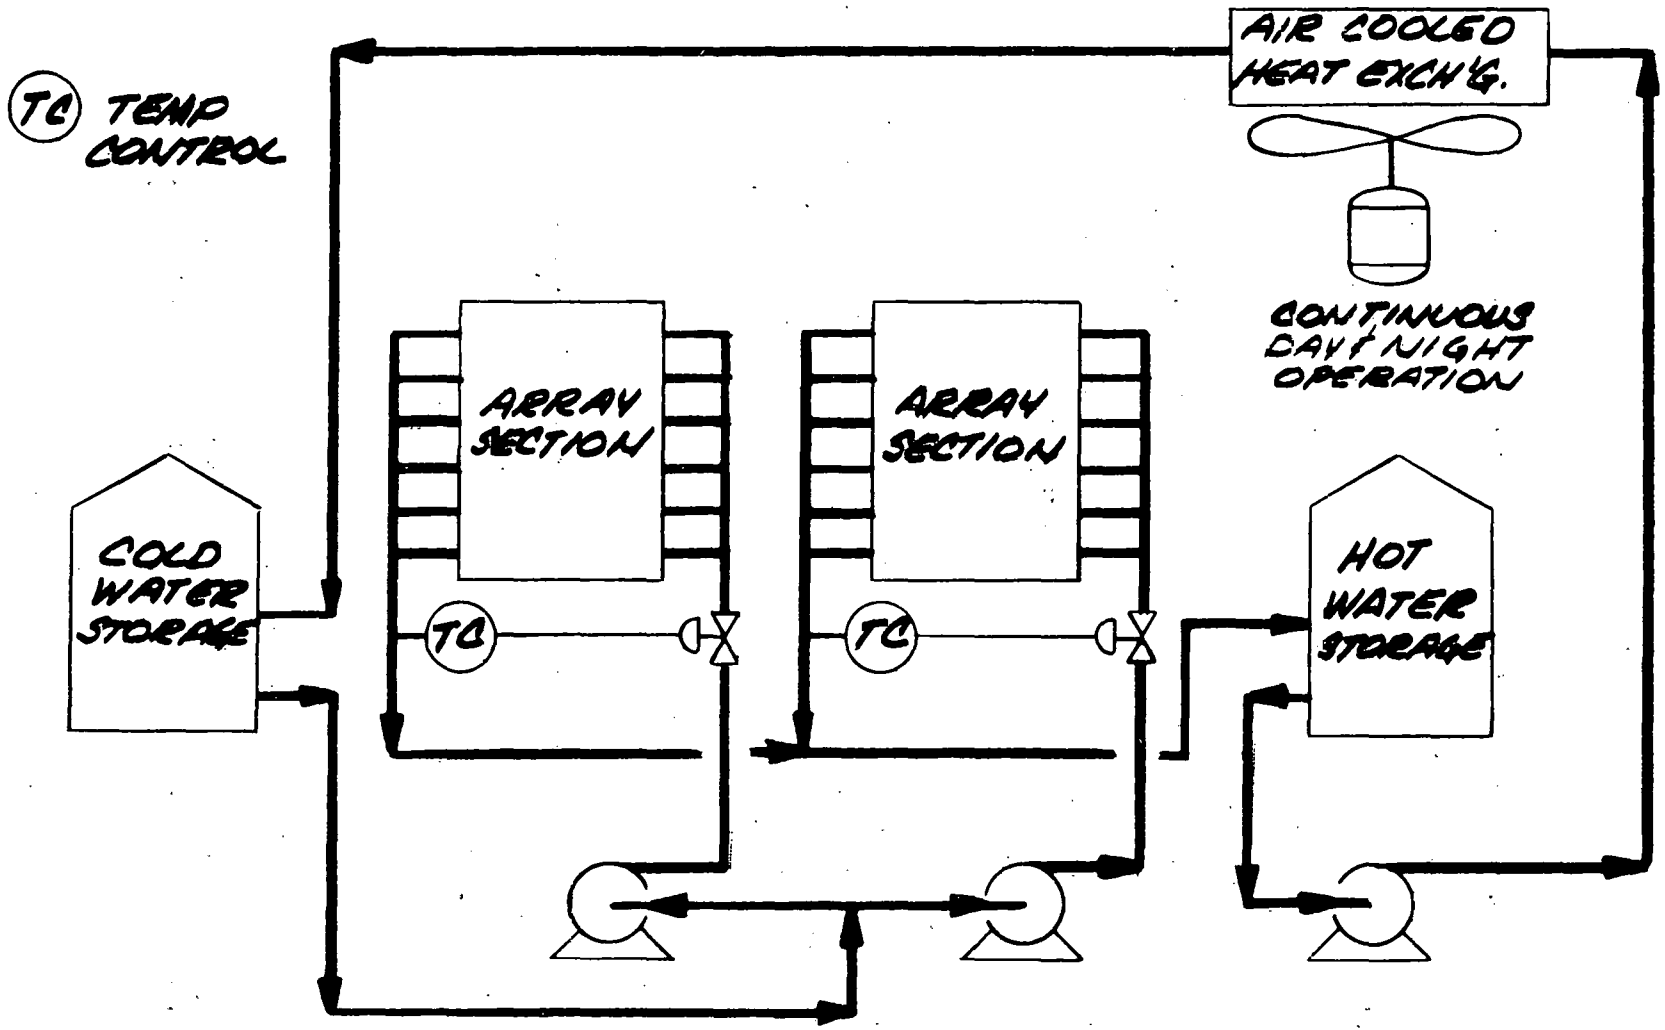 AIR COOLED
HEAT EXCH'G.
TC TEMP
CONTROL
CONTINUOUS
DAY & NIGHT
OPERATION
ARRAY
SECTION
ARRAY
SECTION
COLD
WATER
STORAGE
HOT
WATER
STORAGE
TC
TC